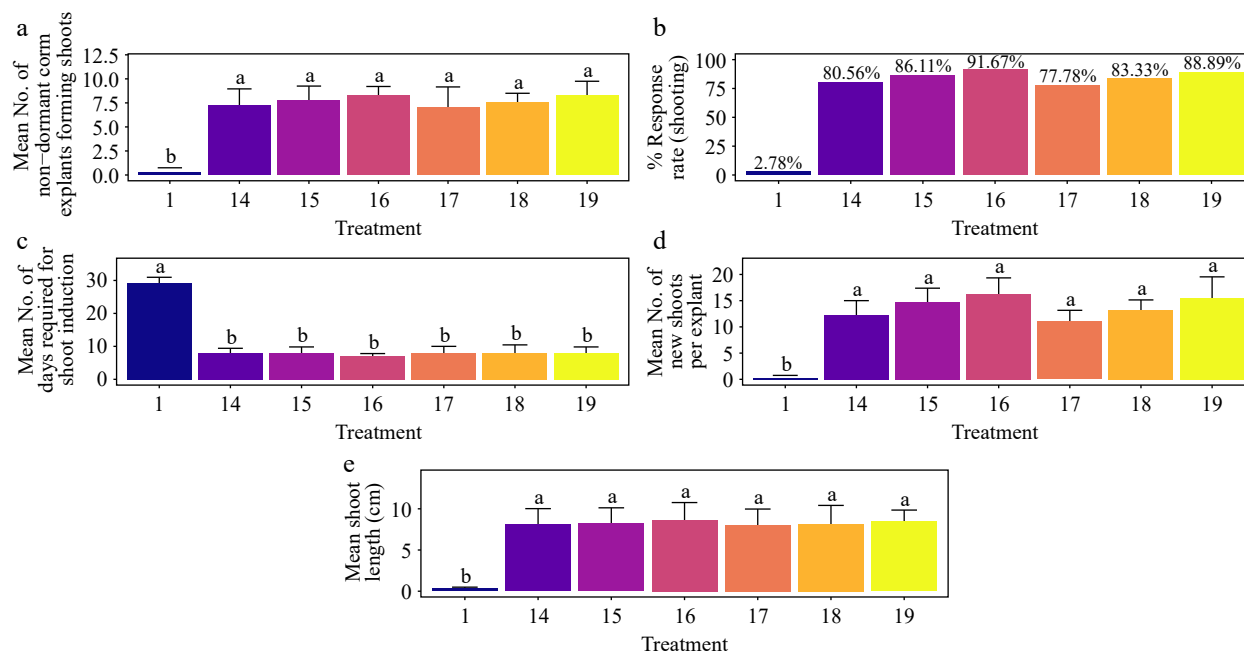 a
Mean No. of
non−dormant corm
explants forming shoots
12.5
10.0
7.5
5.0
2.5
0.0
b
a
a
a
a
a
a
1
14
15
16
17
18
19
Treatment
b
% Response
rate (shooting)
100
75
50
25
0
2.78%
80.56%
86.11%
91.67%
77.78%
83.33%
88.89%
1
14
15
16
17
18
19
Treatment
c
Mean No. of
days required for
shoot induction
30
20
10
0
a
b
b
b
b
b
b
1
14
15
16
17
18
19
Treatment
d
Mean No. of
new shoots
per explant
20
15
10
5
0
b
a
a
a
a
a
a
1
14
15
16
17
18
19
Treatment
e
Mean shoot
length (cm)
10
5
0
b
a
a
a
a
a
a
1
14
15
16
17
18
19
Treatment